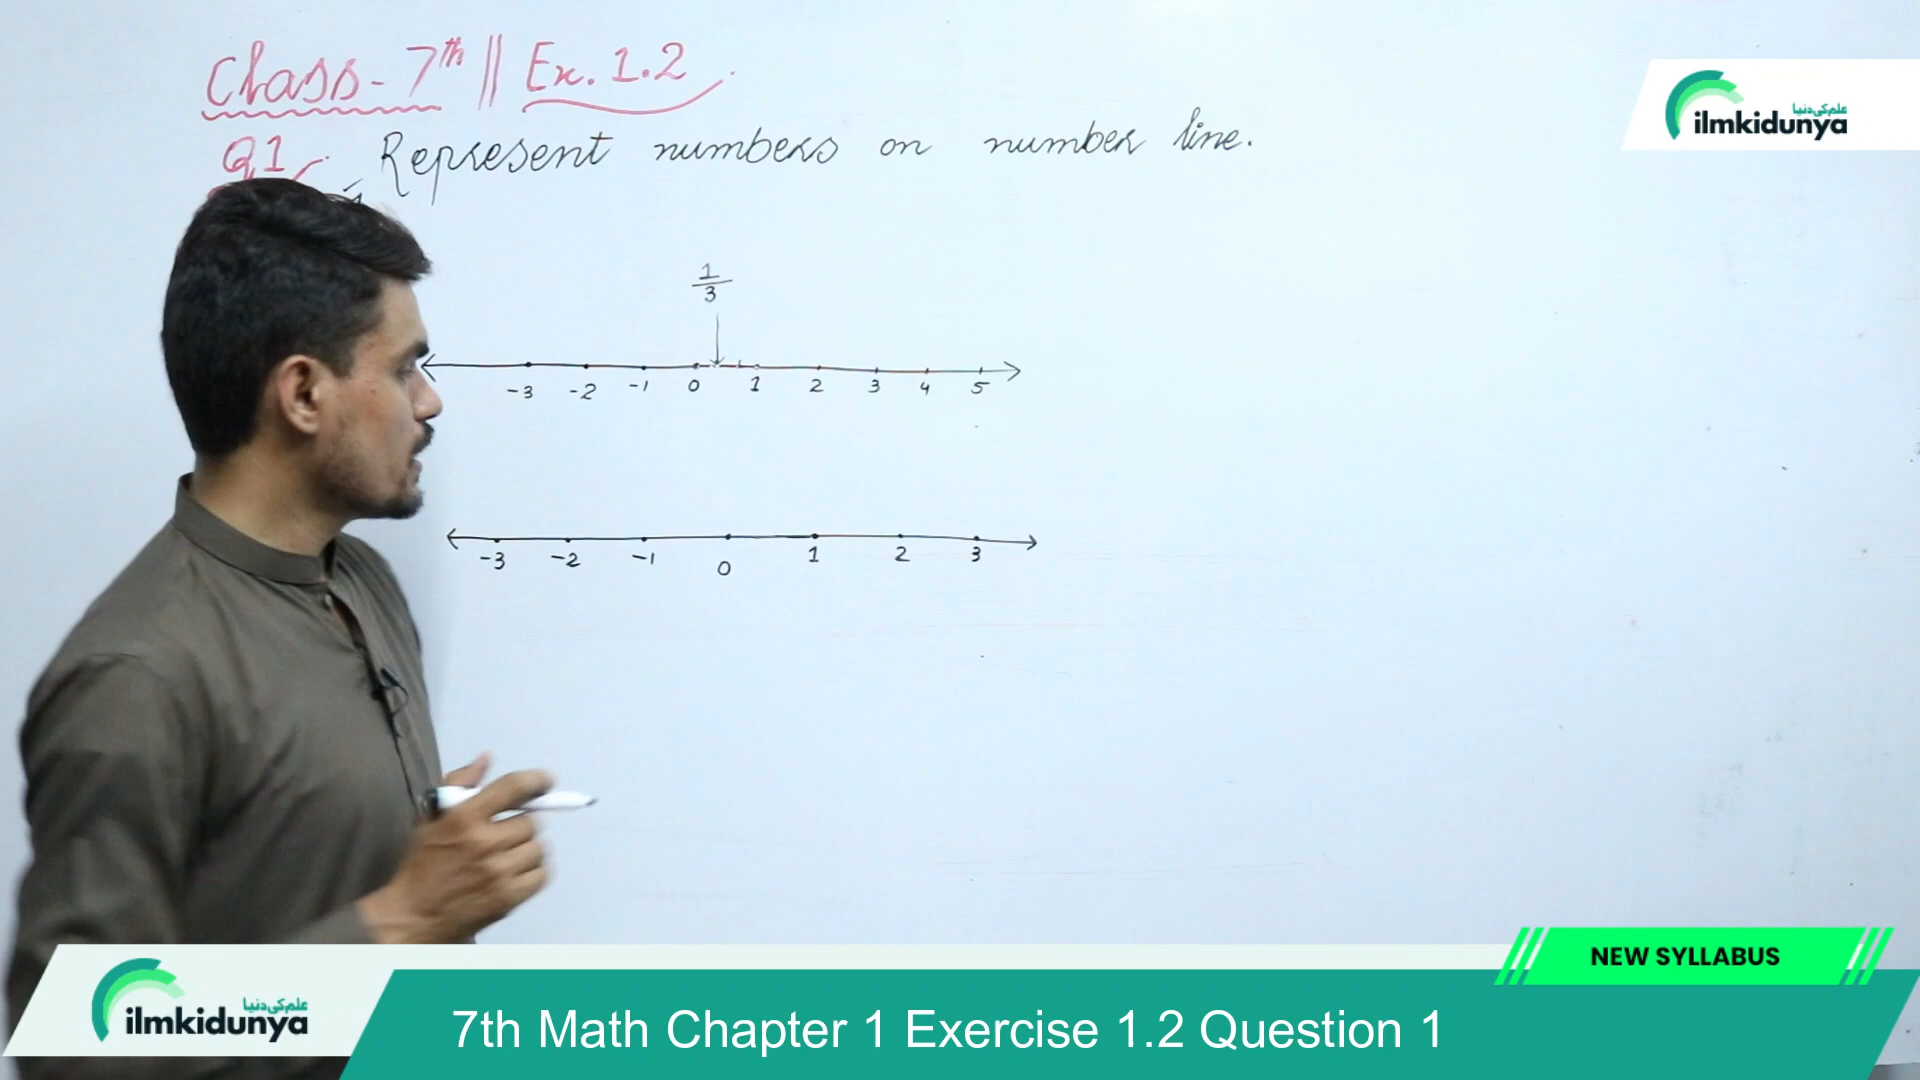 Class-7th || Ex. 1.2
علم کی دنیا
ilmkidunya
Q1. Represent numbers on number line.
1/3
-3 -2 -1 0 1 2 3 4 5
-3 -2 -1 0 1 2 3
NEW SYLLABUS
علم کی دنیا
ilmkidunya
7th Math Chapter 1 Exercise 1.2 Question 1